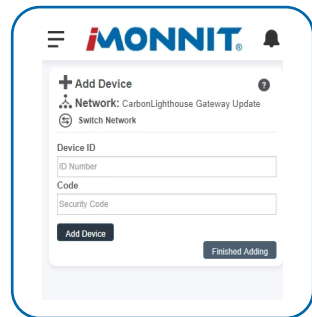 iMONNIT®
Add Device
?
Network: CarbonLighthouse Gateway Update
Switch Network
Device ID
ID Number
Code
Security Code
Add Device
Finished Adding